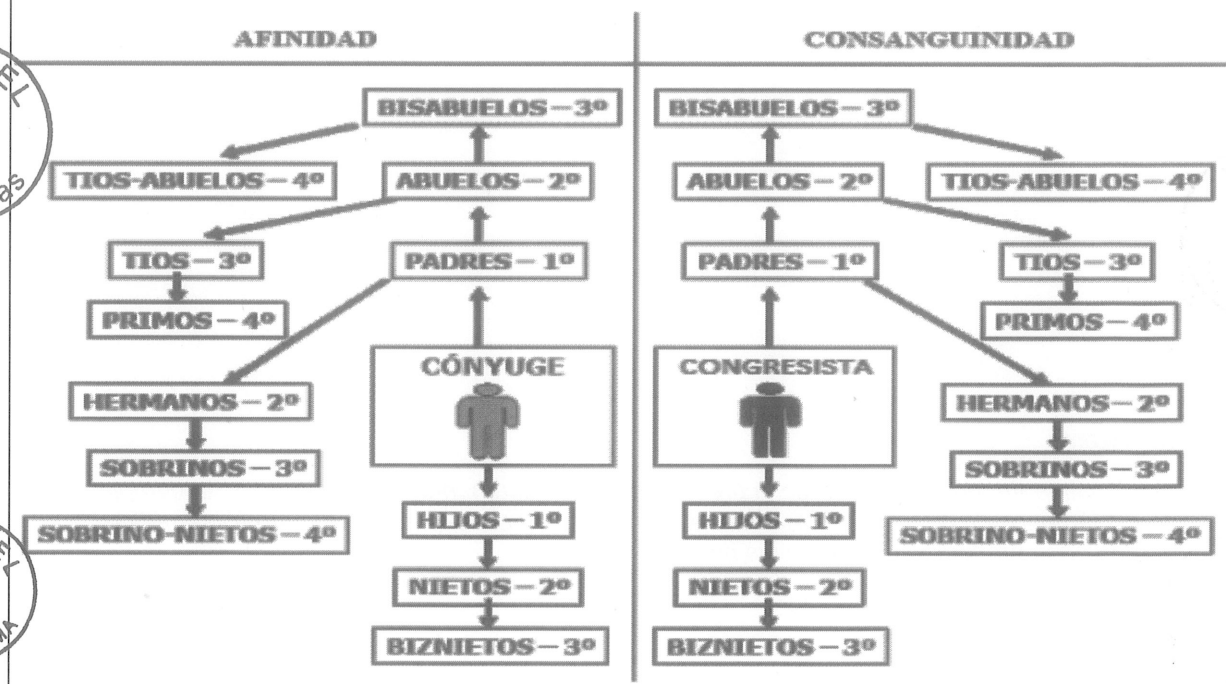 AFINIDAD
CONSANGUINIDAD
BISABUELOS – 3º
TIOS-ABUELOS – 4º
ABUELOS – 2º
TIOS – 3º
PADRES – 1º
PRIMOS – 4º
CÓNYUGE
HERMANOS – 2º
SOBRINOS – 3º
SOBRINO-NIETOS – 4º
HIJOS – 1º
NIETOS – 2º
BIZNIETOS – 3º
BISABUELOS – 3º
ABUELOS – 2º
TIOS-ABUELOS – 4º
PADRES – 1º
TIOS – 3º
PRIMOS – 4º
CONGRESISTA
HERMANOS – 2º
SOBRINOS – 3º
SOBRINO-NIETOS – 4º
HIJOS – 1º
NIETOS – 2º
BIZNIETOS – 3º